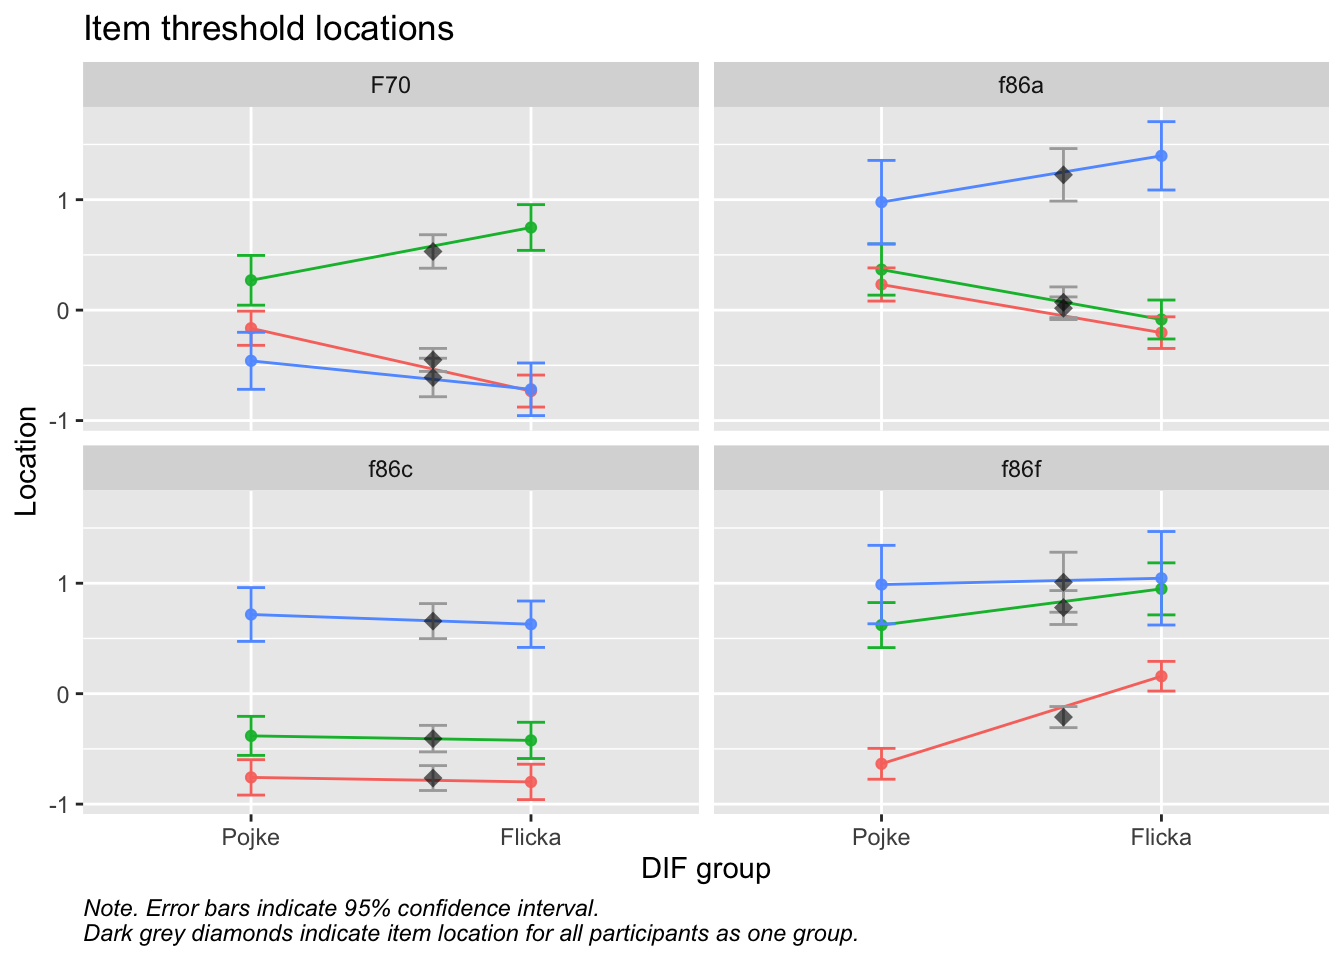 Item threshold locations
F70
f86a
1
0
-1
f86c
f86f
1
0
-1
Location
Pojke
Flicka
Pojke
Flicka
DIF group
Note. Error bars indicate 95% confidence interval.
Dark grey diamonds indicate item location for all participants as one group.